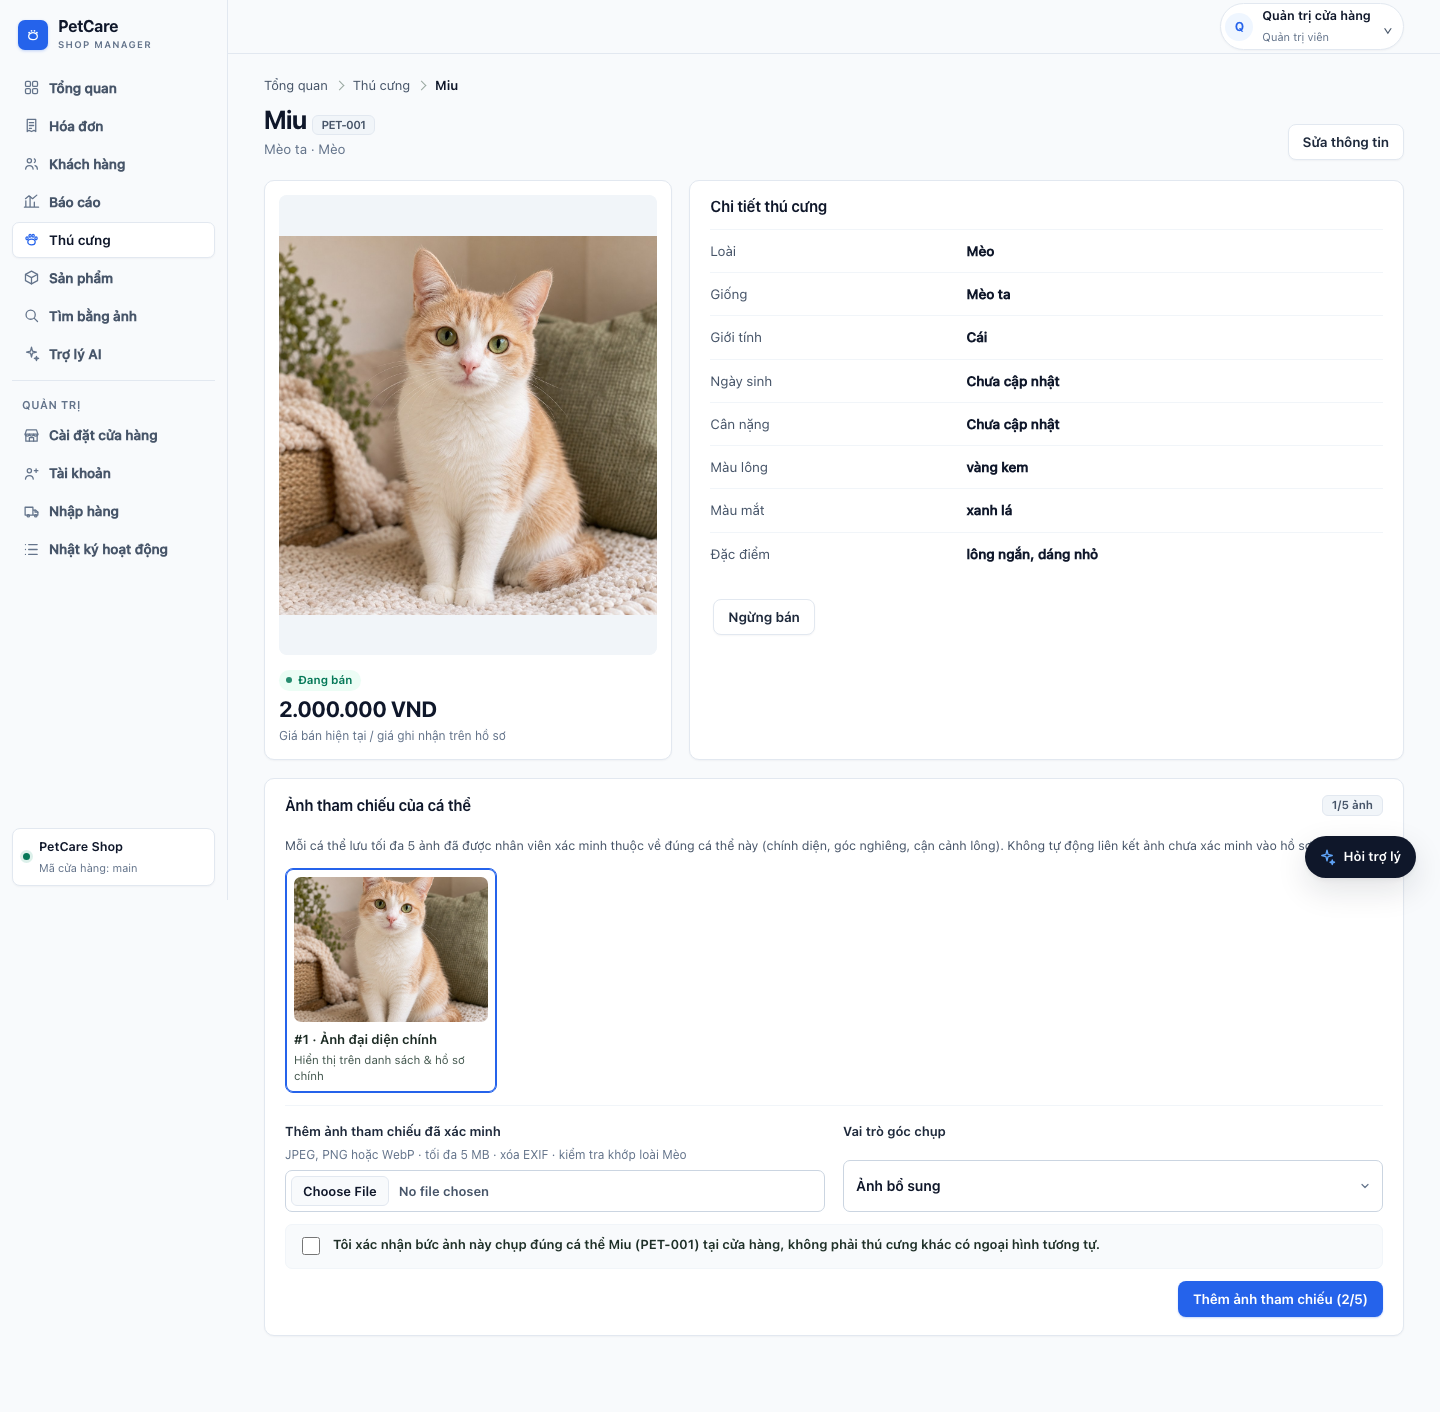 PetCare
SHOP MANAGER
Tổng quan
Hóa đơn
Khách hàng
Báo cáo
Thú cưng
Sản phẩm
Tìm bằng ảnh
Trợ lý AI
QUẢN TRỊ
Cài đặt cửa hàng
Tài khoản
Nhập hàng
Nhật ký hoạt động
PetCare Shop
Mã cửa hàng: main
Q
Quản trị cửa hàng
Quản trị viên
Tổng quan Thú cưng Miu
Miu PET-001
Mèo ta · Mèo
Sửa thông tin
Đang bán
2.000.000 VND
Giá bán hiện tại / giá ghi nhận trên hồ sơ
Chi tiết thú cưng
Loài Mèo
Giống Mèo ta
Giới tính Cái
Ngày sinh Chưa cập nhật
Cân nặng Chưa cập nhật
Màu lông vàng kem
Màu mắt xanh lá
Đặc điểm lông ngắn, dáng nhỏ
Ngừng bán
Ảnh tham chiếu của cá thể
1/5 ảnh
Mỗi cá thể lưu tối đa 5 ảnh đã được nhân viên xác minh thuộc về đúng cá thể này (chính diện, góc nghiêng, cận cảnh lông). Không tự động liên kết ảnh chưa xác minh vào hồ
Hỏi trợ lý
#1 · Ảnh đại diện chính
Hiển thị trên danh sách & hồ sơ
chính
Thêm ảnh tham chiếu đã xác minh
JPEG, PNG hoặc WebP · tối đa 5 MB · xóa EXIF · kiểm tra khớp loài Mèo
Choose File No file chosen
Vai trò góc chụp
Ảnh bổ sung
Tôi xác nhận bức ảnh này chụp đúng cá thể Miu (PET-001) tại cửa hàng, không phải thú cưng khác có ngoại hình tương tự.
Thêm ảnh tham chiếu (2/5)